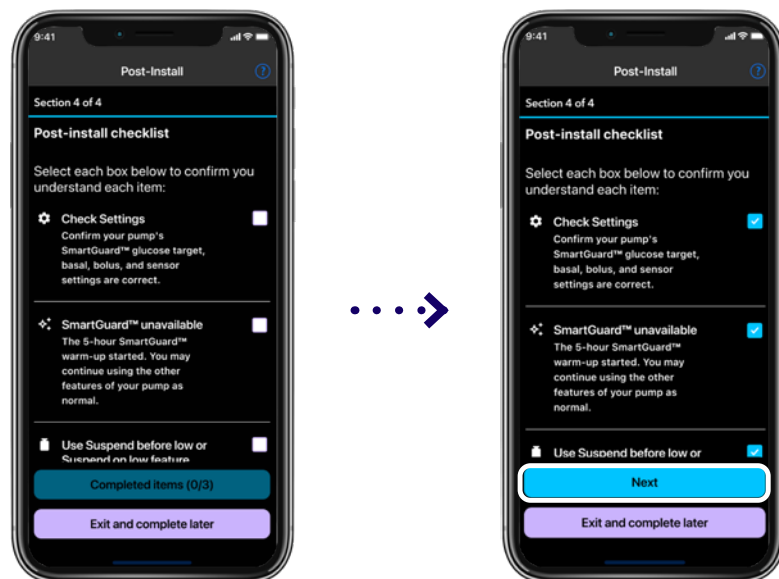 9:41
Post-Install
?
Section 4 of 4
Post-install checklist
Select each box below to confirm you
understand each item:
Check Settings
Confirm your pump's
SmartGuard™ glucose target,
basal, bolus, and sensor
settings are correct.
SmartGuard™ unavailable
The 5-hour SmartGuard™
warm-up started. You may
continue using the other
features of your pump as
normal.
Use Suspend before low or
Suspend on low feature
Completed items (0/3)
Exit and complete later
9:41
Post-Install
?
Section 4 of 4
Post-install checklist
Select each box below to confirm you
understand each item:
Check Settings
Confirm your pump's
SmartGuard™ glucose target,
basal, bolus, and sensor
settings are correct.
SmartGuard™ unavailable
The 5-hour SmartGuard™
warm-up started. You may
continue using the other
features of your pump as
normal.
Use Suspend before low or
Next
Exit and complete later